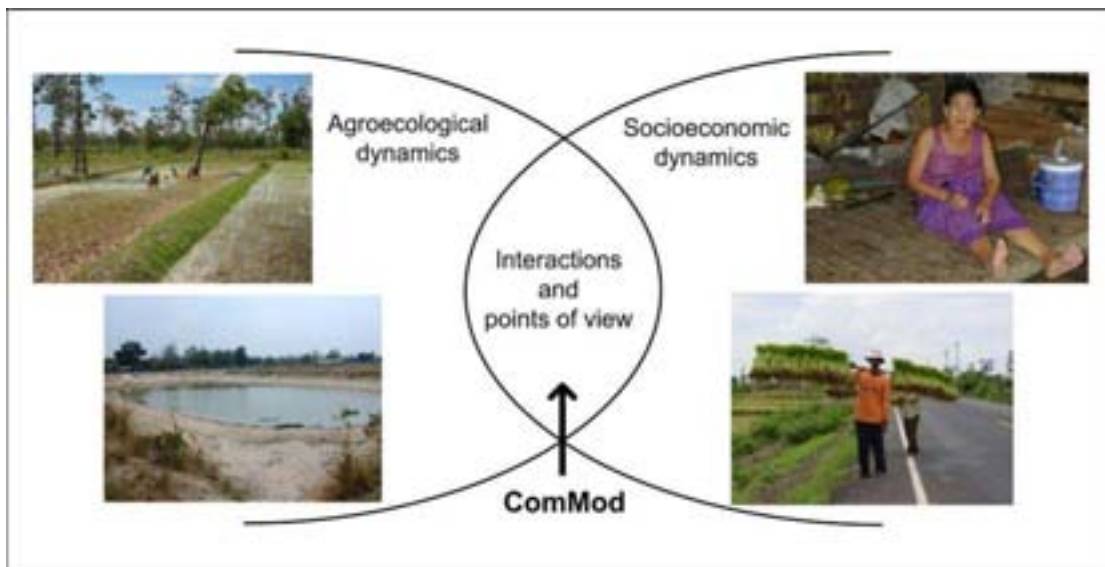 Agroecological
dynamics
Socioeconomic
dynamics
Interactions
and
points of view
ComMod